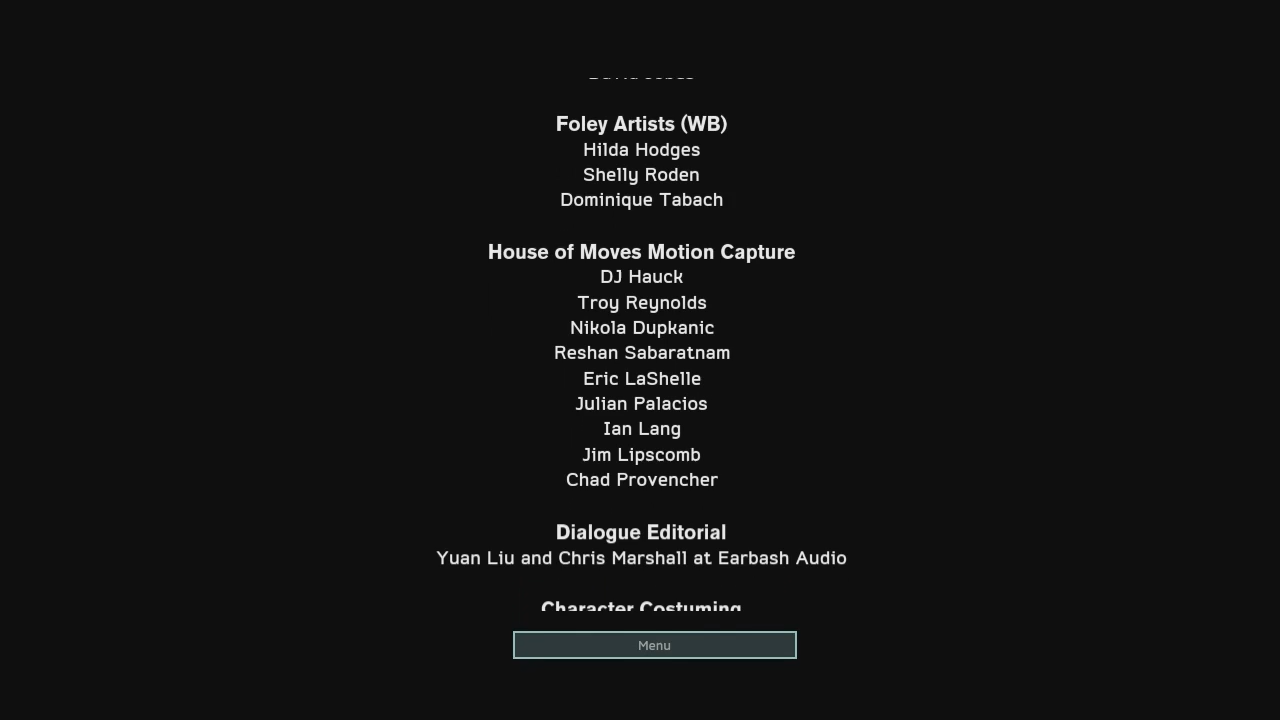 Foley Artists (WB)
Hilda Hodges
Shelly Roden
Dominique Tabach
House of Moves Motion Capture
DJ Hauck
Troy Reynolds
Nikola Dupkanic
Reshan Sabaratnam
Eric LaShelle
Julian Palacios
Ian Lang
Jim Lipscomb
Chad Provencher
Dialogue Editorial
Yuan Liu and Chris Marshall at Earbash Audio
Character Costuming
Menu